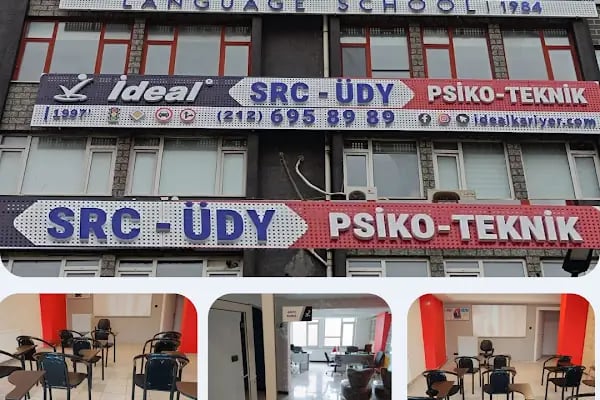 LANGUAGE SCHOOL | 1984
ideal SRC - ÜDY PSİKO-TEKNİK
1997 (212) 695 89 89 idealkariyer.com
SRC - ÜDY PSİKO-TEKNİK